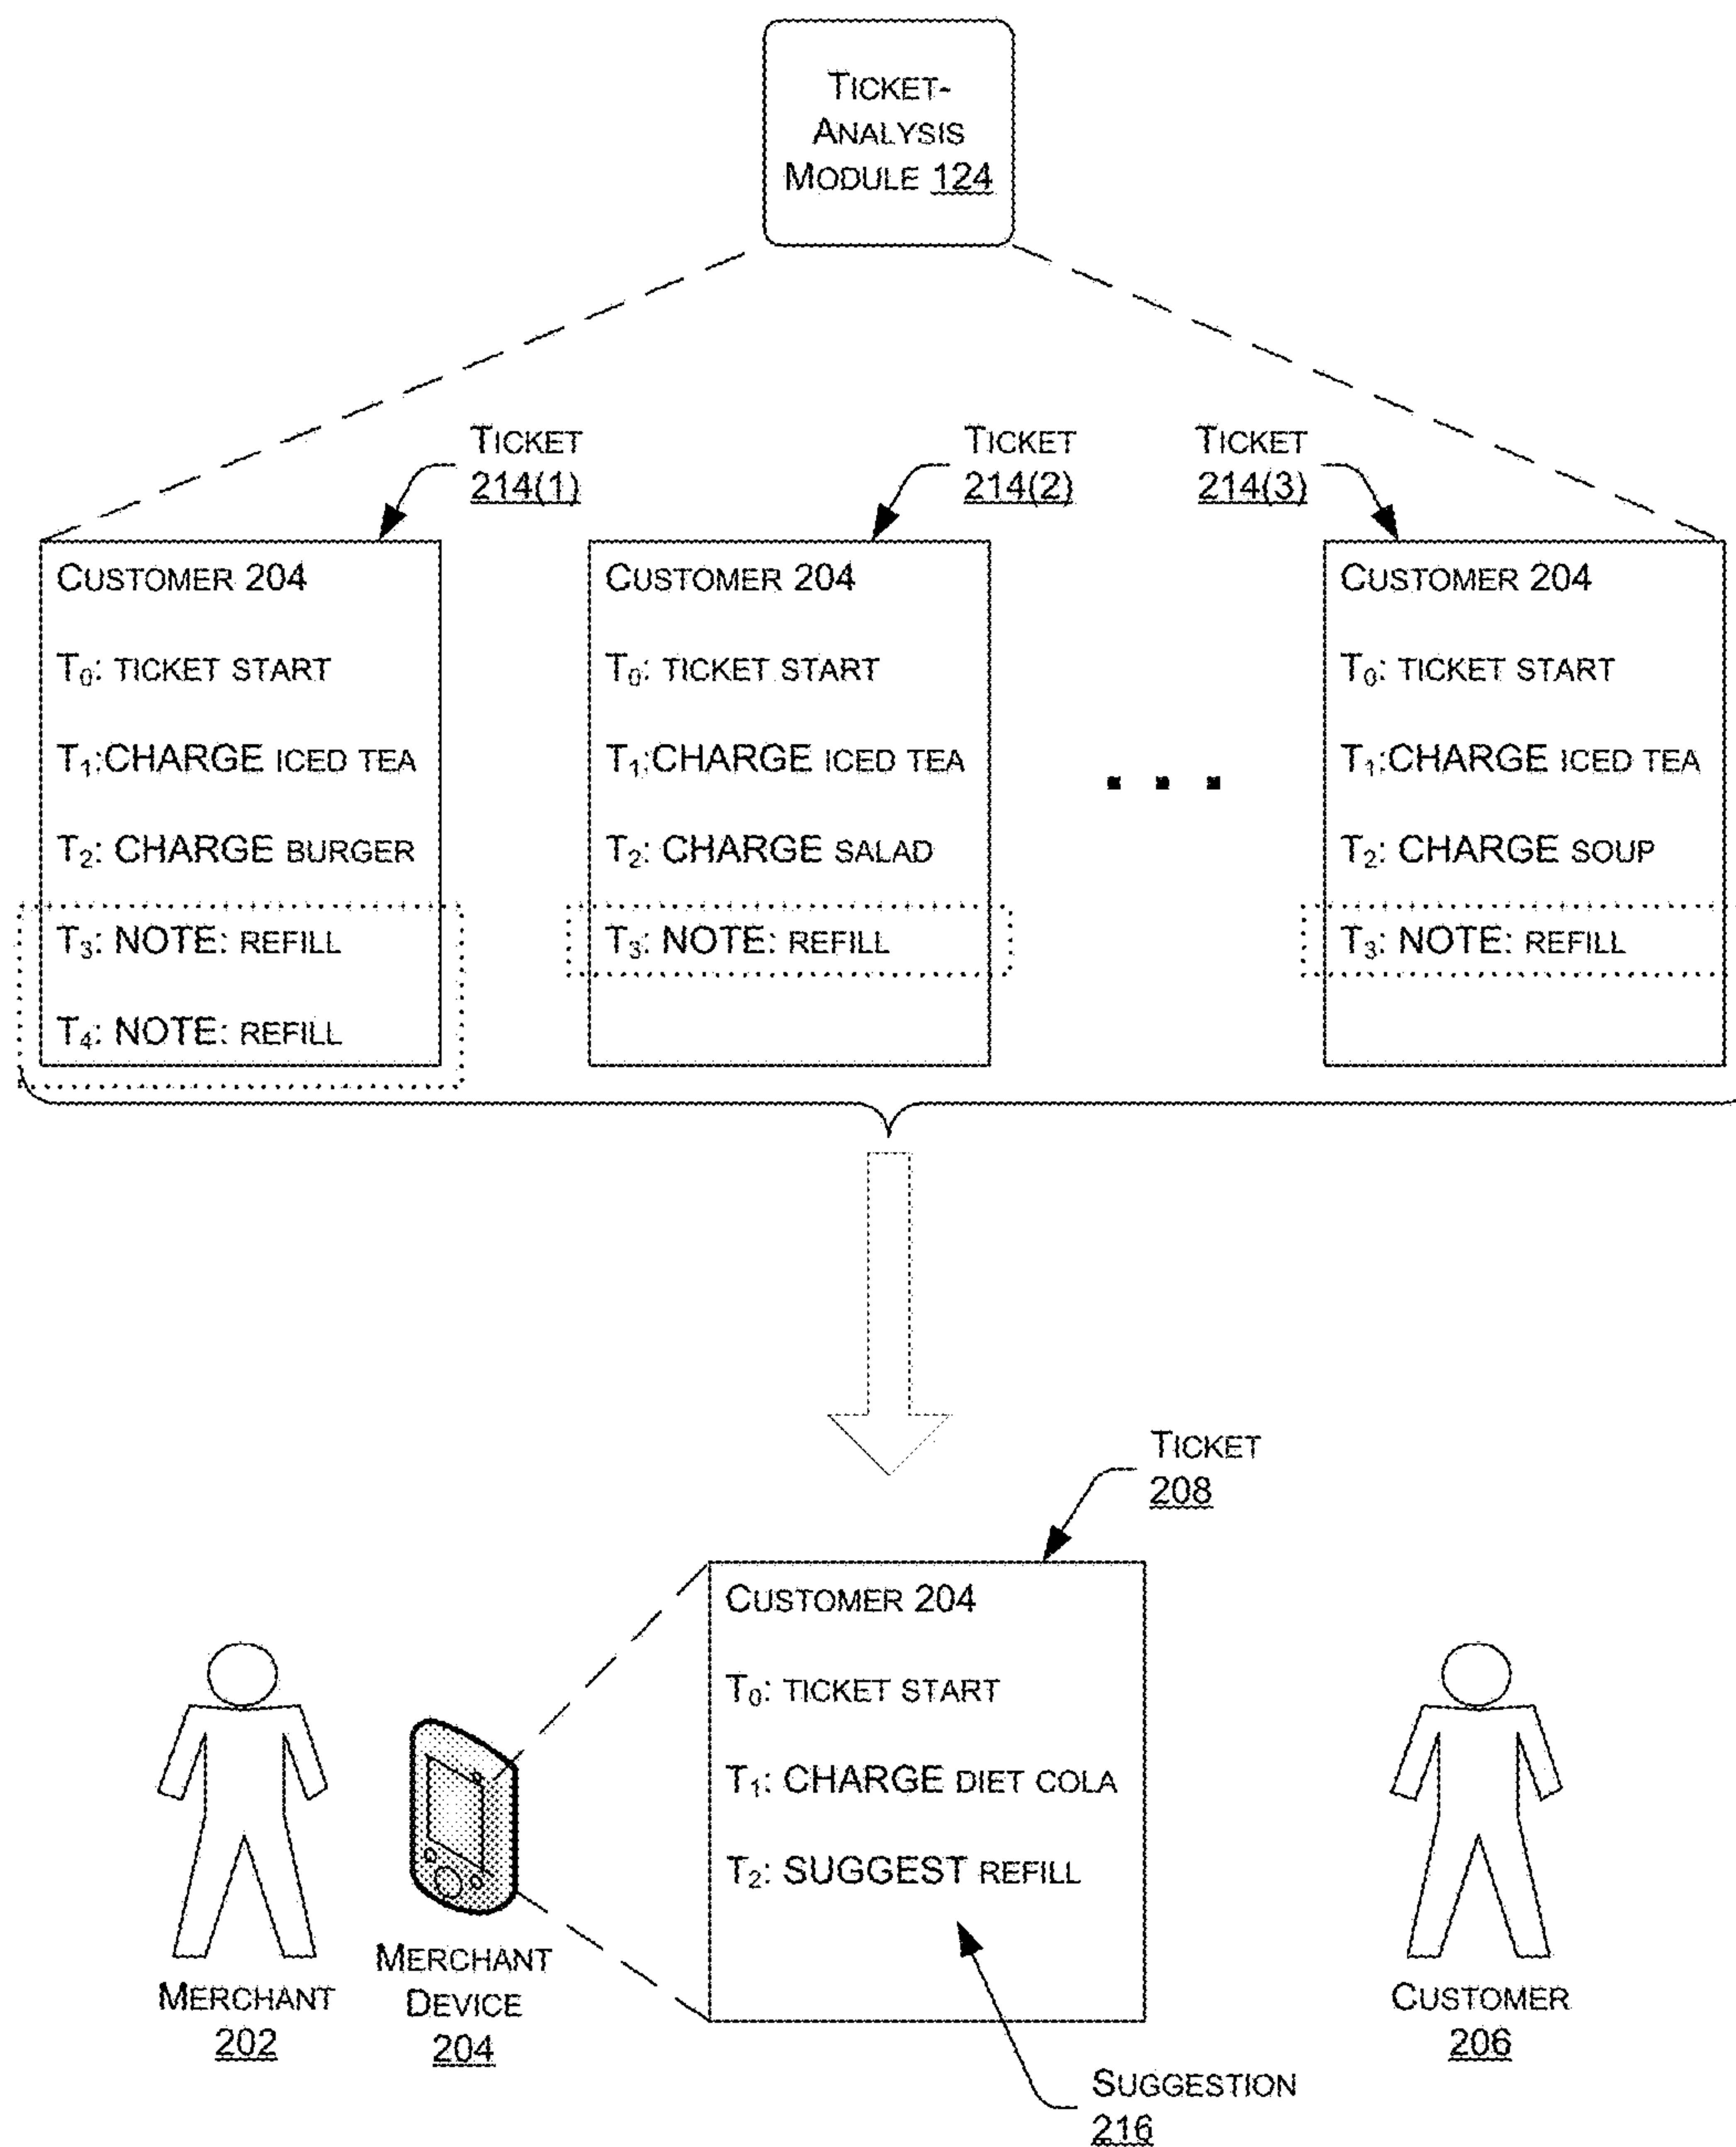 TICKET-
ANALYSIS
MODULE 124
TICKET
214(1)
TICKET
214(2)
TICKET
214(3)
CUSTOMER 204
T₀: TICKET START
T₁:CHARGE ICED TEA
T₂: CHARGE BURGER
T₃: NOTE: REFILL
T₄: NOTE: REFILL
CUSTOMER 204
T₀: TICKET START
T₁:CHARGE ICED TEA
T₂: CHARGE SALAD
T₃: NOTE: REFILL
. . .
CUSTOMER 204
T₀: TICKET START
T₁:CHARGE ICED TEA
T₂: CHARGE SOUP
T₃: NOTE: REFILL
TICKET
208
CUSTOMER 204
T₀: TICKET START
T₁: CHARGE DIET COLA
T₂: SUGGEST REFILL
MERCHANT
202
MERCHANT
DEVICE
204
CUSTOMER
206
SUGGESTION
216